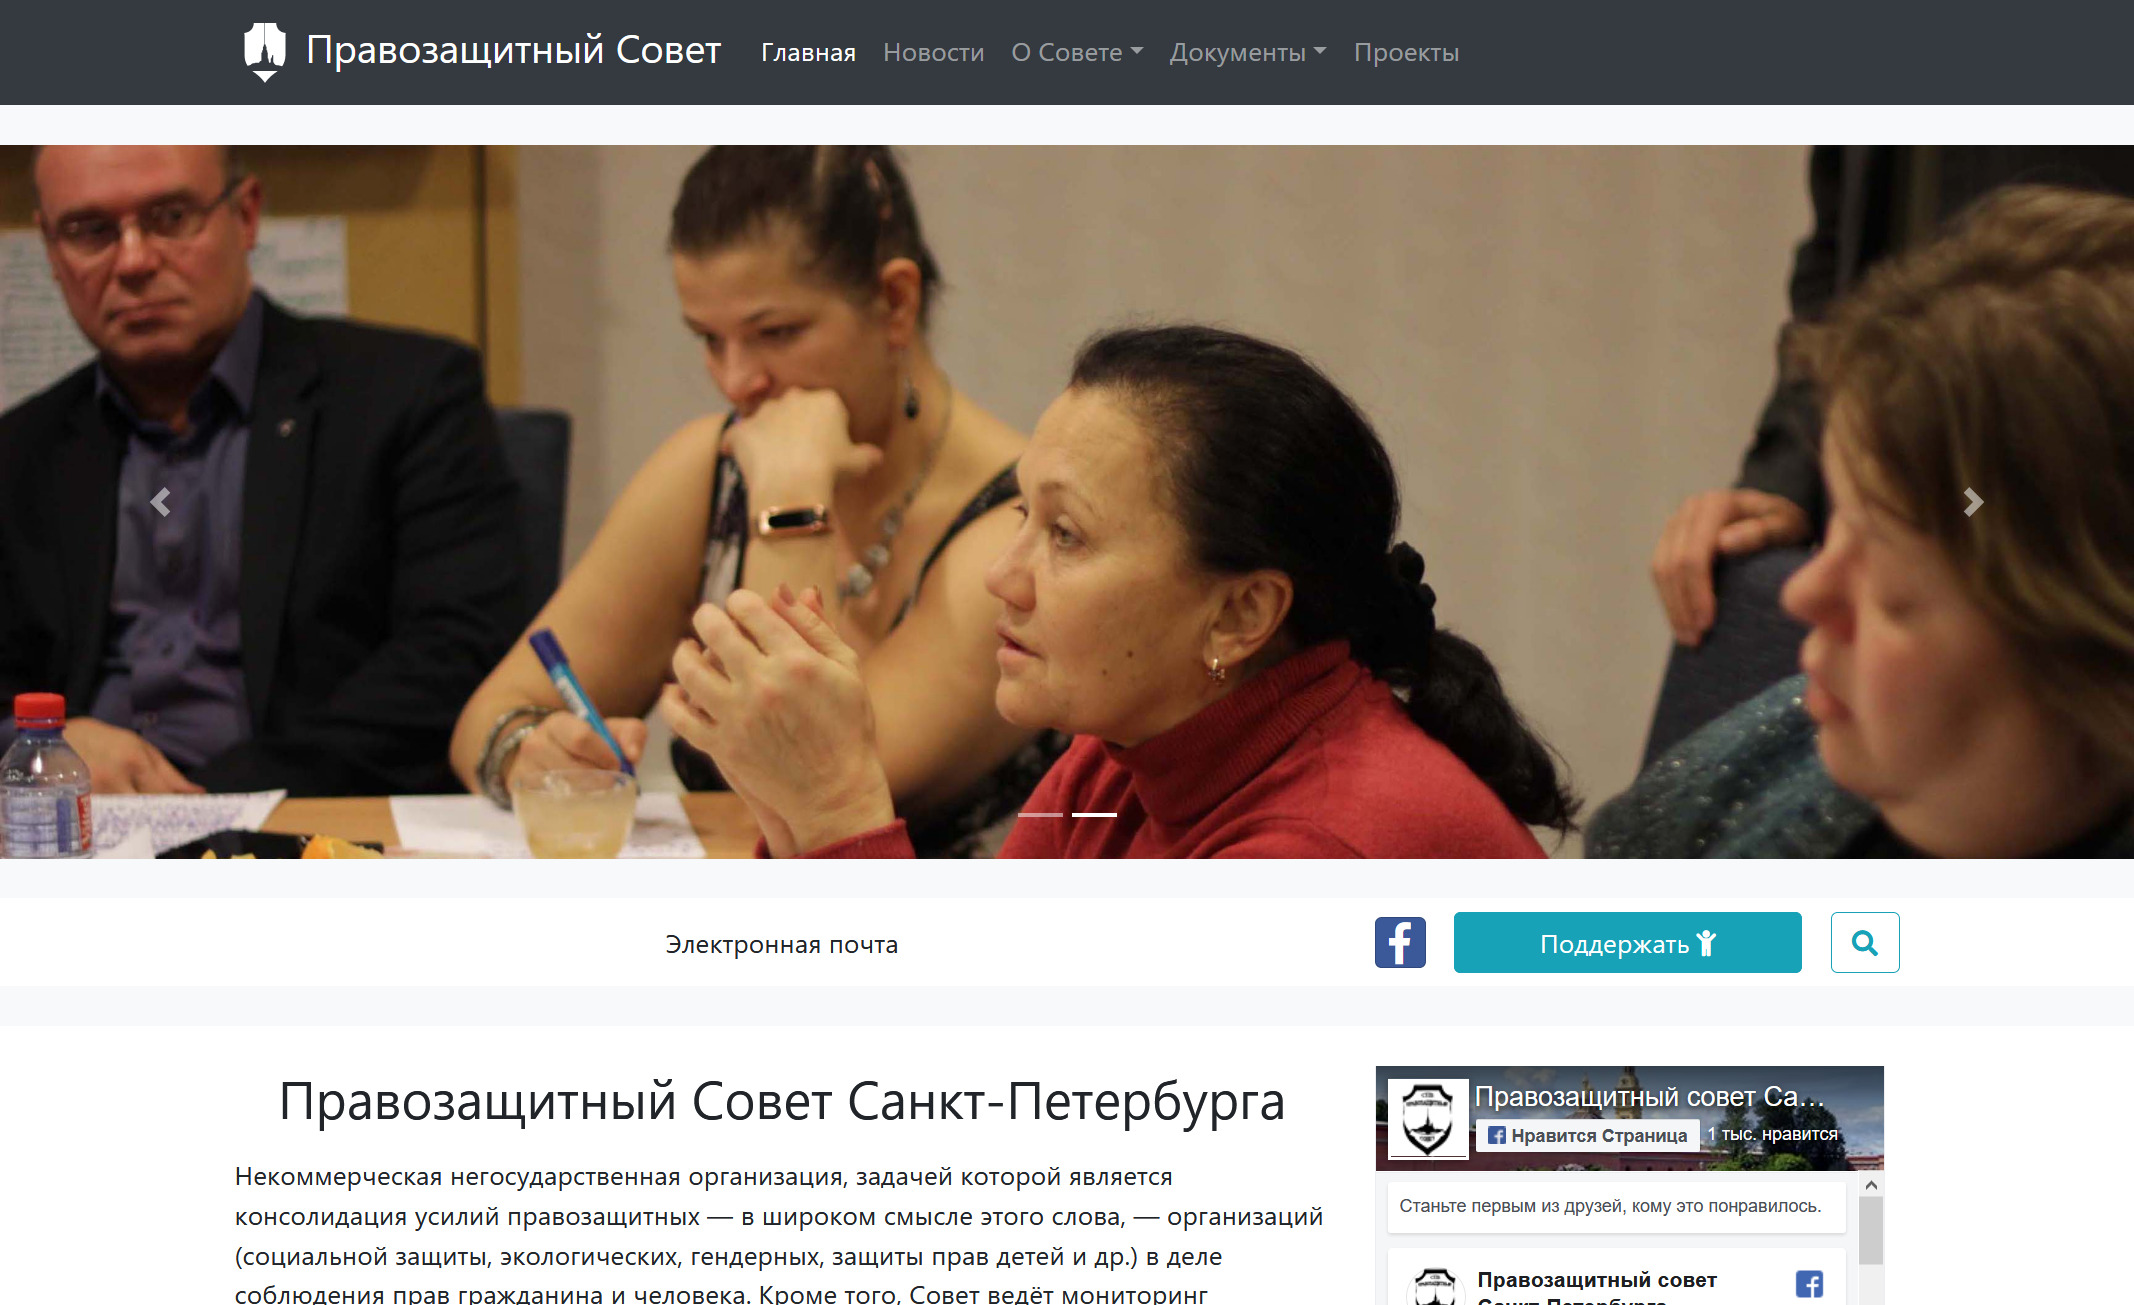 Правозащитный Совет
Главная
Новости
О Совете
Документы
Проекты
Электронная почта
Поддержать
Правозащитный Совет Санкт-Петербурга
Некоммерческая негосударственная организация, задачей которой является
консолидация усилий правозащитных — в широком смысле этого слова, — организаций
(социальной защиты, экологических, гендерных, защиты прав детей и др.) в деле
соблюдения прав гражданина и человека. Кроме того, Совет ведёт мониторинг
Правозащитный совет Са...
Нравится Страница
1 тыс. нравится
Станьте первым из друзей, кому это понравилось.
Правозащитный совет
Санкт-Петербурга